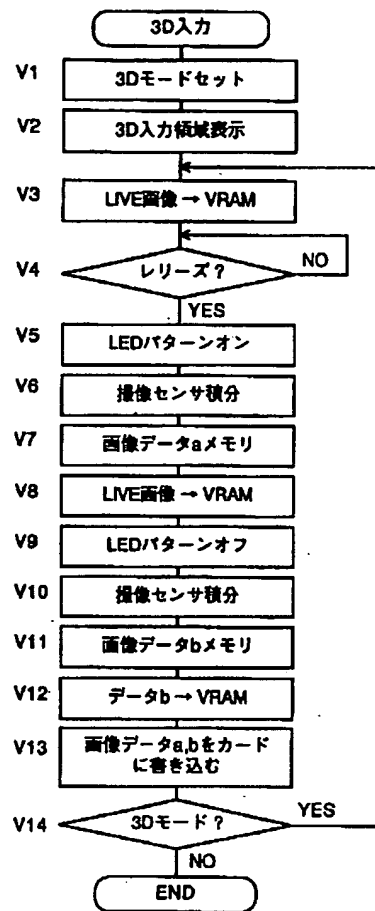 3D入力
V1 3Dモードセット
V2 3D入力領域表示
V3 LIVE画像 → VRAM
V4 レリーズ？ NO
YES
V5 LEDパターンオン
V6 撮像センサ積分
V7 画像データaメモリ
V8 LIVE画像 → VRAM
V9 LEDパターンオフ
V10 撮像センサ積分
V11 画像データbメモリ
V12 データb → VRAM
V13 画像データa,bをカード
に書き込む
V14 3Dモード？ YES
NO
END